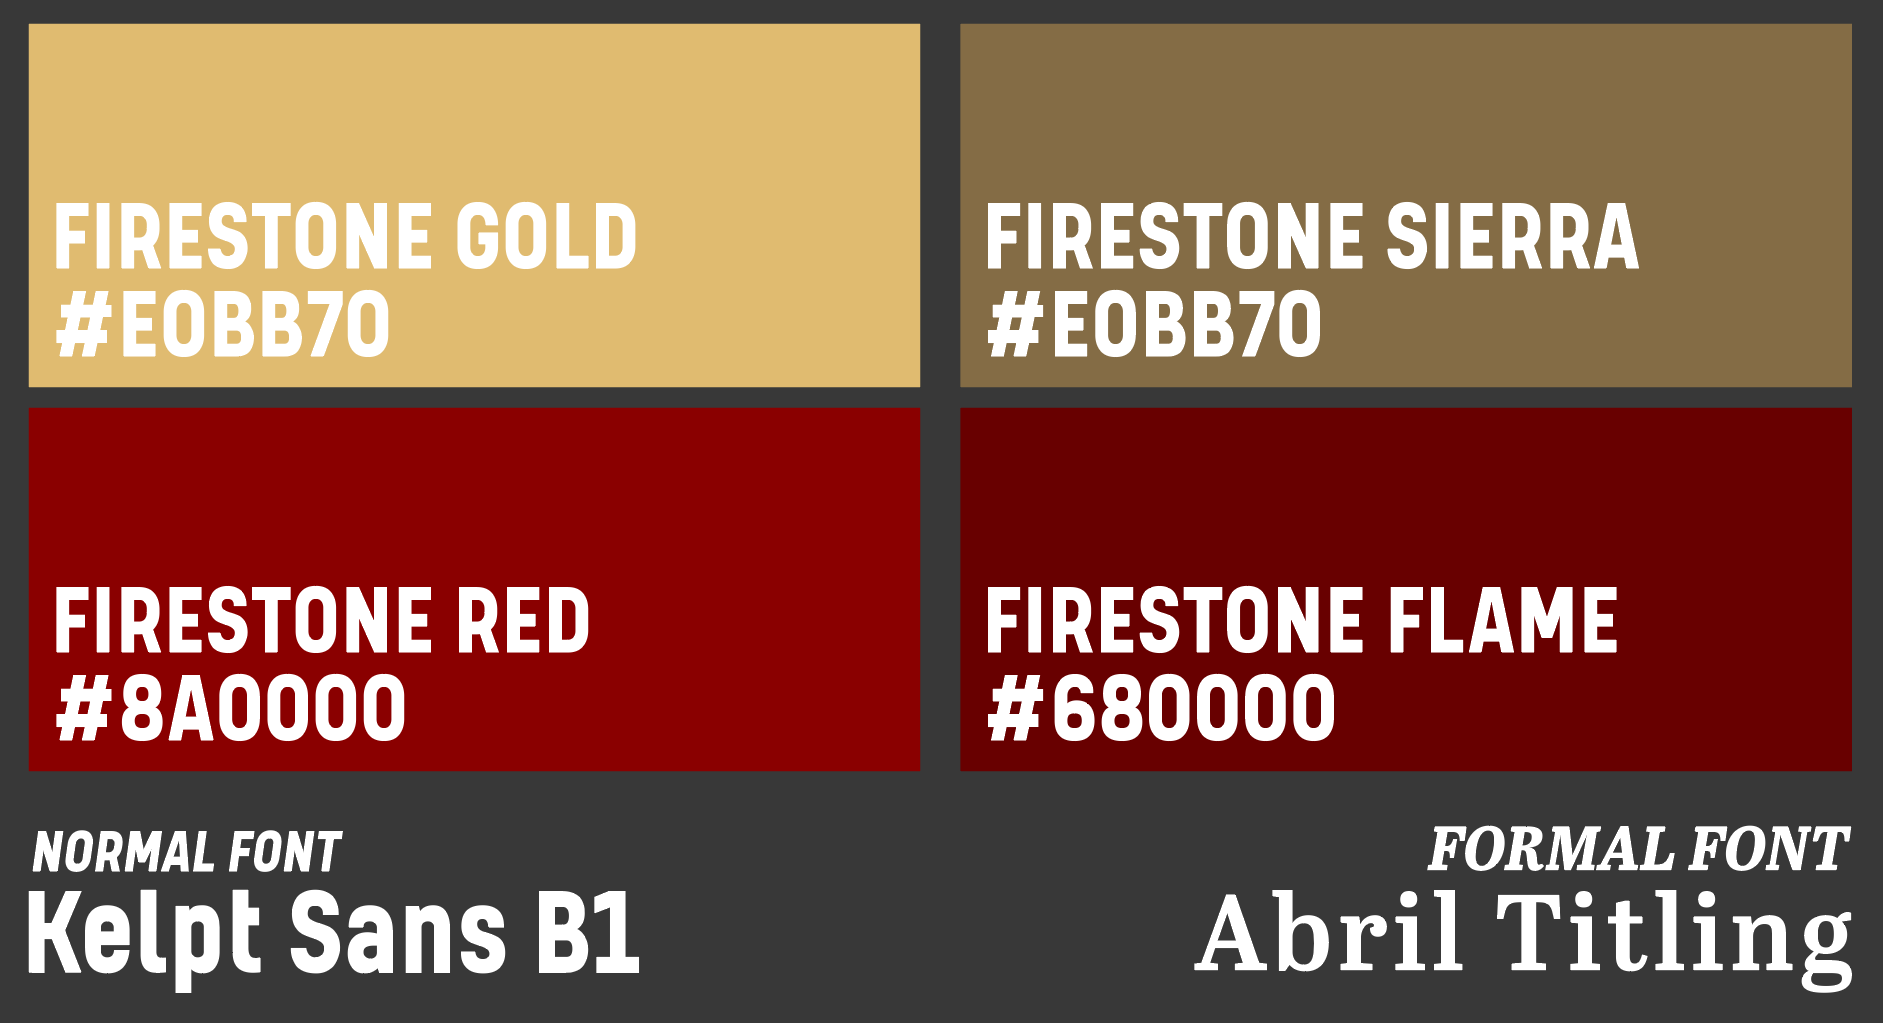 FIRESTONE GOLD
#E0BB70
FIRESTONE SIERRA
#E0BB70
FIRESTONE RED
#8A0000
FIRESTONE FLAME
#680000
NORMAL FONT
Kelpt Sans B1
FORMAL FONT
Abril Titling